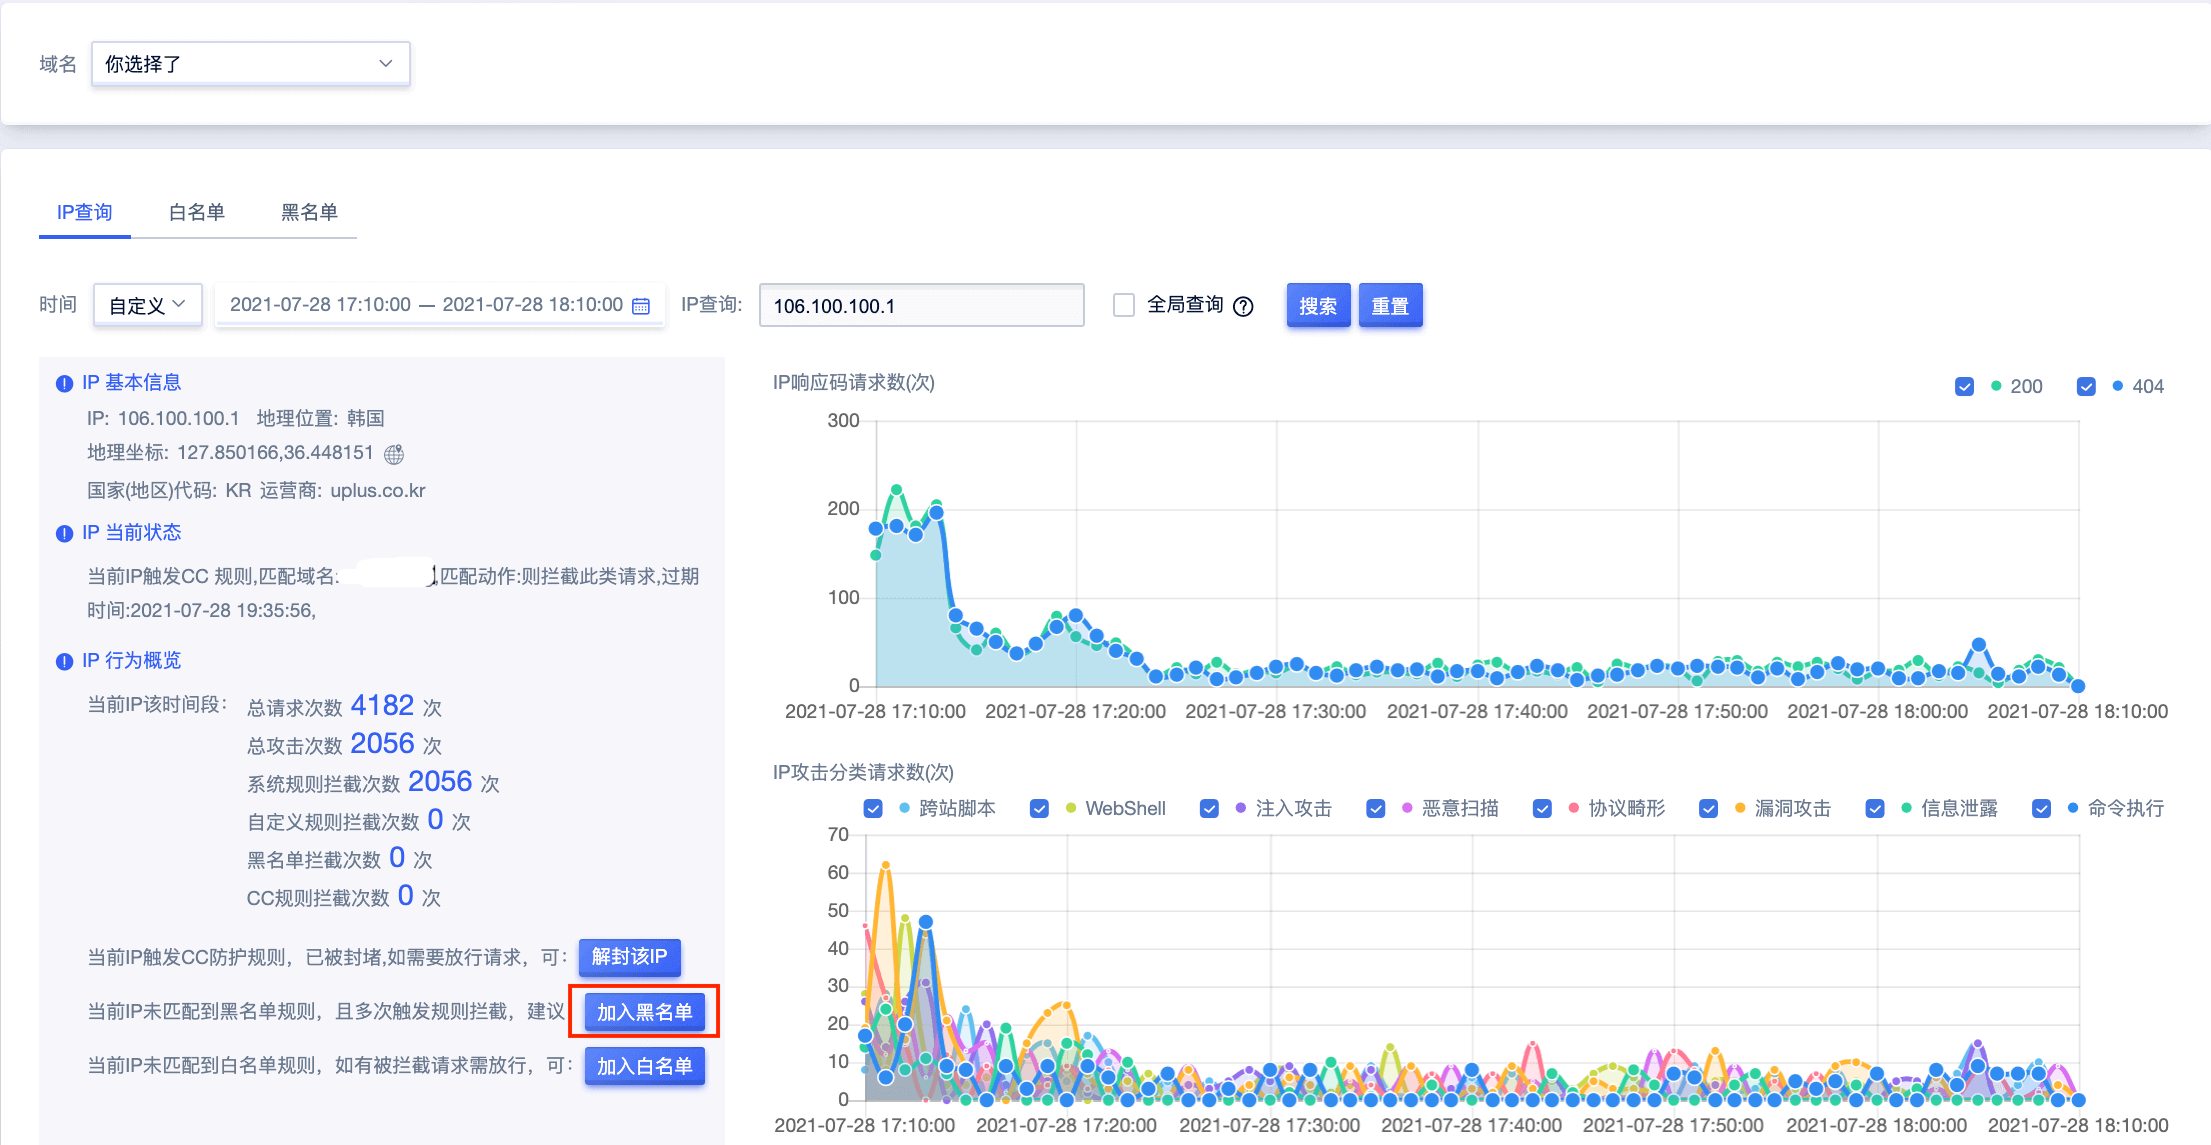 域名 你选择了
IP查询 白名单 黑名单
时间 自定义 2021-07-28 17:10:00 — 2021-07-28 18:10:00 IP查询: 106.100.100.1 全局查询 ? 搜索 重置
IP 基本信息
IP: 106.100.100.1 地理位置: 韩国
地理坐标: 127.850166,36.448151
国家(地区)代码: KR 运营商: uplus.co.kr
IP 当前状态
当前IP触发CC 规则,匹配域名: ,匹配动作:则拦截此类请求,过期
时间:2021-07-28 19:35:56,
IP 行为概览
当前IP该时间段: 总请求次数 4182 次
总攻击次数 2056 次
系统规则拦截次数 2056 次
自定义规则拦截次数 0 次
黑名单拦截次数 0 次
CC规则拦截次数 0 次
当前IP触发CC防护规则，已被封堵,如需要放行请求，可: 解封该IP
当前IP未匹配到黑名单规则，且多次触发规则拦截，建议 加入黑名单
当前IP未匹配到白名单规则，如有被拦截请求需放行，可: 加入白名单
IP响应码请求数(次)
200 404
300
200
100
0
2021-07-28 17:10:00 2021-07-28 17:20:00 2021-07-28 17:30:00 2021-07-28 17:40:00 2021-07-28 17:50:00 2021-07-28 18:00:00 2021-07-28 18:10:00
IP攻击分类请求数(次)
跨站脚本 WebShell 注入攻击 恶意扫描 协议畸形 漏洞攻击 信息泄露 命令执行
70
60
50
40
30
20
10
0
2021-07-28 17:10:00 2021-07-28 17:20:00 2021-07-28 17:30:00 2021-07-28 17:40:00 2021-07-28 17:50:00 2021-07-28 18:00:00 2021-07-28 18:10:00